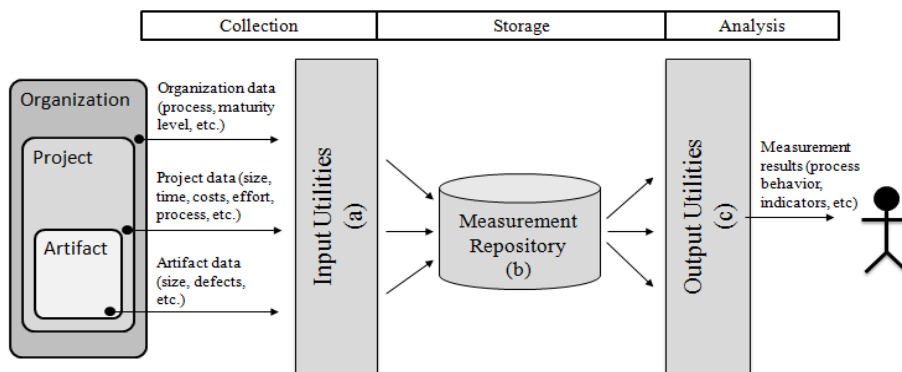 Collection
Storage
Analysis
Organization
Project
Artifact
Organization data
(process, maturity
level, etc.)
Project data (size,
time, costs, effort,
process, etc.)
Artifact data
(size, defects,
etc.)
Input Utilities
(a)
Measurement
Repository
(b)
Output Utilities
(c)
Measurement
results (process
behavior,
indicators, etc)